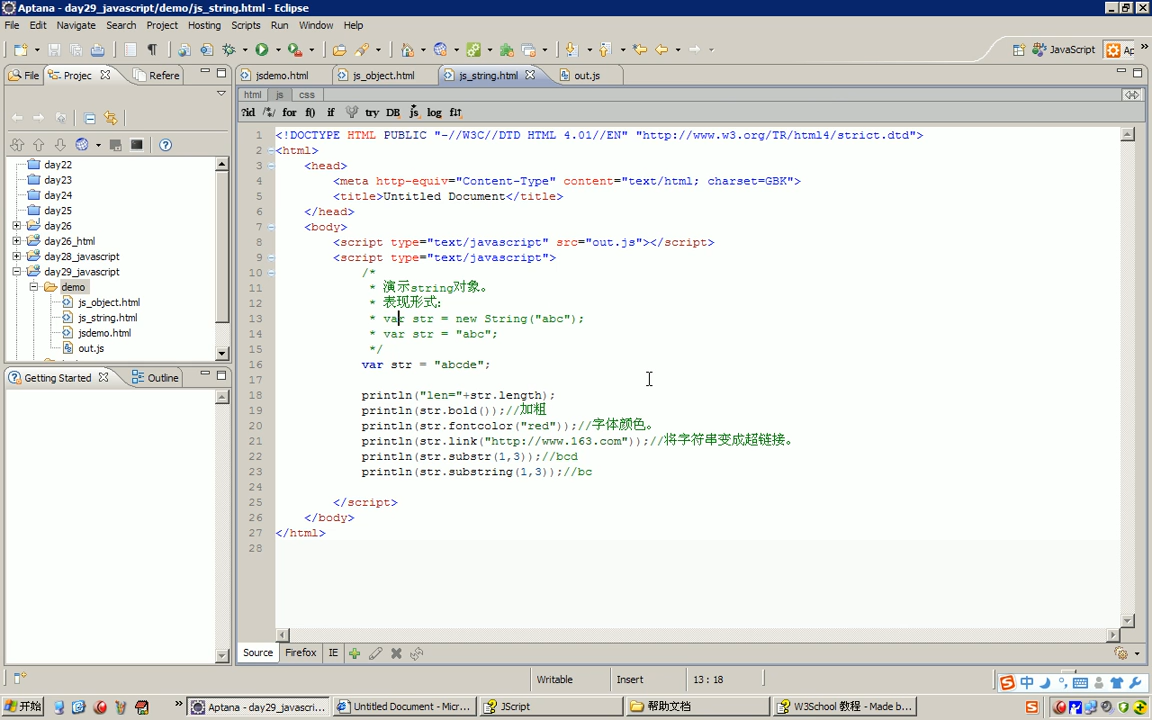 Aptana - day29_javascript/demo/js_string.html - Eclipse
File Edit Navigate Search Project Hosting Scripts Run Window Help
JavaScript
Ap
File Projec Refere
jsdemo.html js_object.html js_string.html out.js
html js css
?id /*/ for f() if try DB js log
day22
day23
day24
day25
day26
day26_html
day28_javascript
day29_javascript
demo
js_object.html
js_string.html
jsdemo.html
out.js
Getting Started Outline
1 <!DOCTYPE HTML PUBLIC "-//W3C//DTD HTML 4.01//EN" "http://www.w3.org/TR/html4/strict.dtd">
2 <html>
3 <head>
4 <meta http-equiv="Content-Type" content="text/html; charset=GBK">
5 <title>Untitled Document</title>
6 </head>
7 <body>
8 <script type="text/javascript" src="out.js"></script>
9 <script type="text/javascript">
10 /*
11 * 演示string对象。
12 * 表现形式:
13 * var str = new String("abc");
14 * var str = "abc";
15 */
16 var str = "abcde";
17
18 println("len="+str.length);
19 println(str.bold());//加粗
20 println(str.fontcolor("red"));//字体颜色。
21 println(str.link("http://www.163.com"));//将字符串变成超链接。
22 println(str.substr(1,3));//bcd
23 println(str.substring(1,3));//bc
24
25 </script>
26 </body>
27 </html>
28
Source Firefox IE
Writable Insert 13 : 18
中
开始 Aptana - day29_javascri... Untitled Document - Micr... JScript 帮助文档 W3School 教程 - Made b...